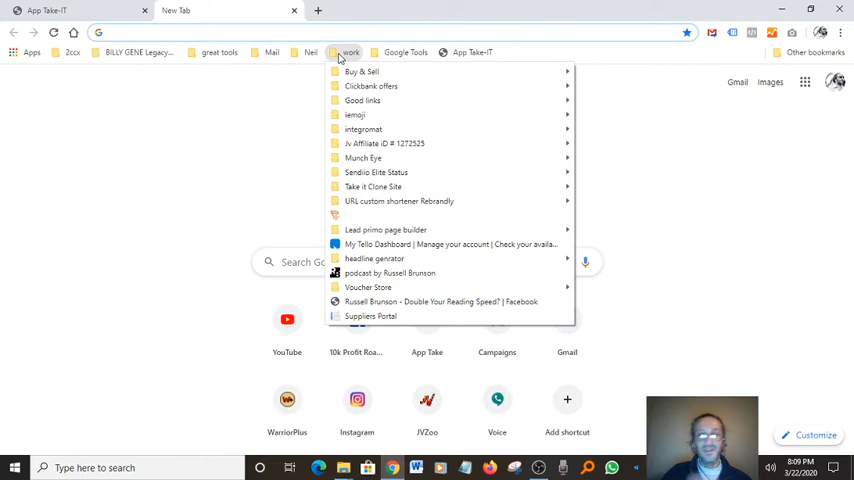 App Take-IT
New Tab
Apps
2ccx
BILLY GENE Legacy...
great tools
Mail
Neil
work
Google Tools
App Take-IT
Other bookmarks
Buy & Sell
Clickbank offers
Good links
iemoji
integromat
Jv Affiliate iD # 1272525
Munch Eye
Sendiio Elite Status
Take it Clone Site
URL custom shortener Rebrandly
Lead primo page builder
My Tello Dashboard | Manage your account | Check your availa...
headline genrator
podcast by Russell Brunson
Voucher Store
Russell Brunson - Double Your Reading Speed? | Facebook
Suppliers Portal
Gmail
Images
Search Go
YouTube
10k Profit Roa...
App Take
Campaigns
Gmail
WarriorPlus
Instagram
JVZoo
Voice
Add shortcut
Customize
Type here to search
8:09 PM
3/22/2020